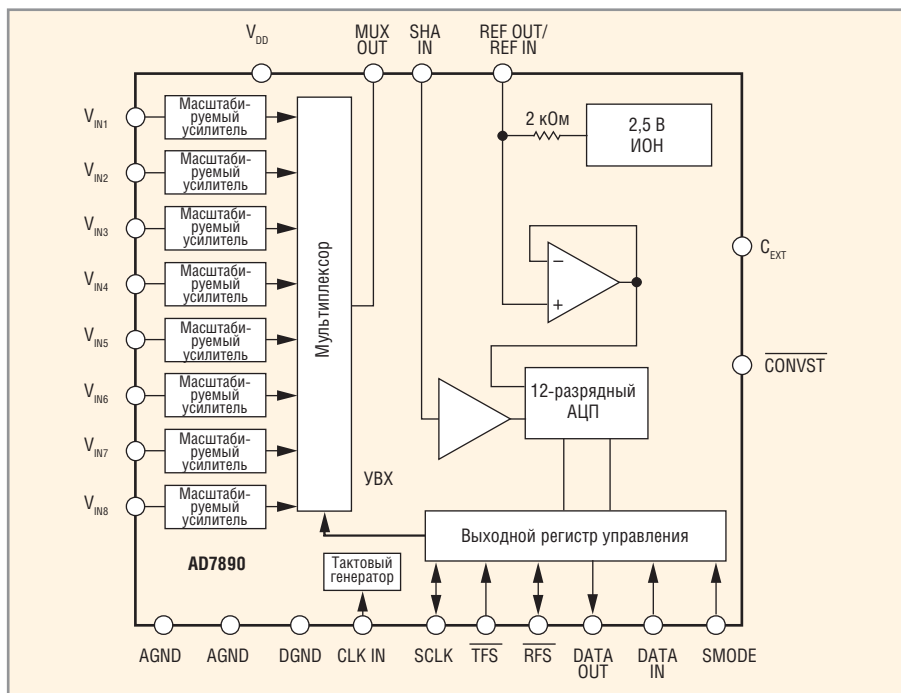 V_DD
MUX OUT
SHA IN
REF OUT/ REF IN
V_IN1
Масштаби-
руемый
усилитель
V_IN2
Масштаби-
руемый
усилитель
V_IN3
Масштаби-
руемый
усилитель
V_IN4
Масштаби-
руемый
усилитель
V_IN5
Масштаби-
руемый
усилитель
V_IN6
Масштаби-
руемый
усилитель
V_IN7
Масштаби-
руемый
усилитель
V_IN8
Масштаби-
руемый
усилитель
Мультиплексор
2 кОм
2,5 В
ИОН
−
+
C_EXT
CONVST
12-разрядный
АЦП
УВХ
Выходной регистр управления
AD7890
Тактовый
генератор
AGND
AGND
DGND
CLK IN
SCLK
TFS
RFS
DATA
OUT
DATA
IN
SMODE